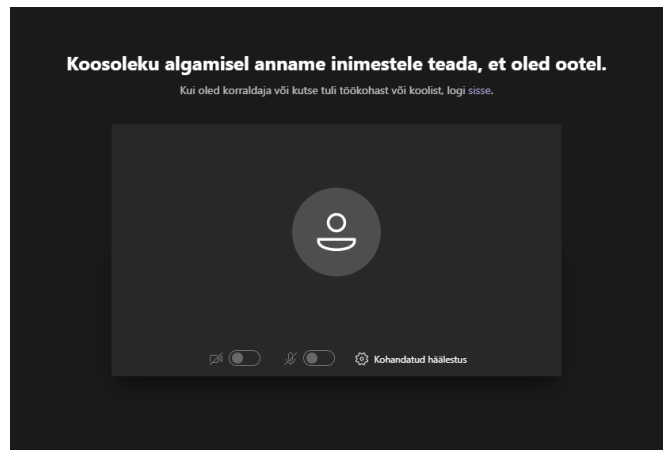 Koosoleku algamisel anname inimestele teada, et oled ootel.
Kui oled korraldaja või kutse tuli töökohast või koolist, logi sisse.
Kohandatud häälestus